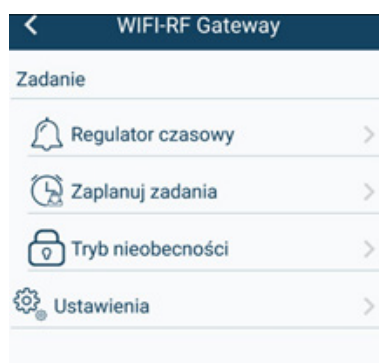 WIFI-RF Gateway
Zadanie
Regulator czasowy
Zaplanuj zadania
Tryb nieobecności
Ustawienia